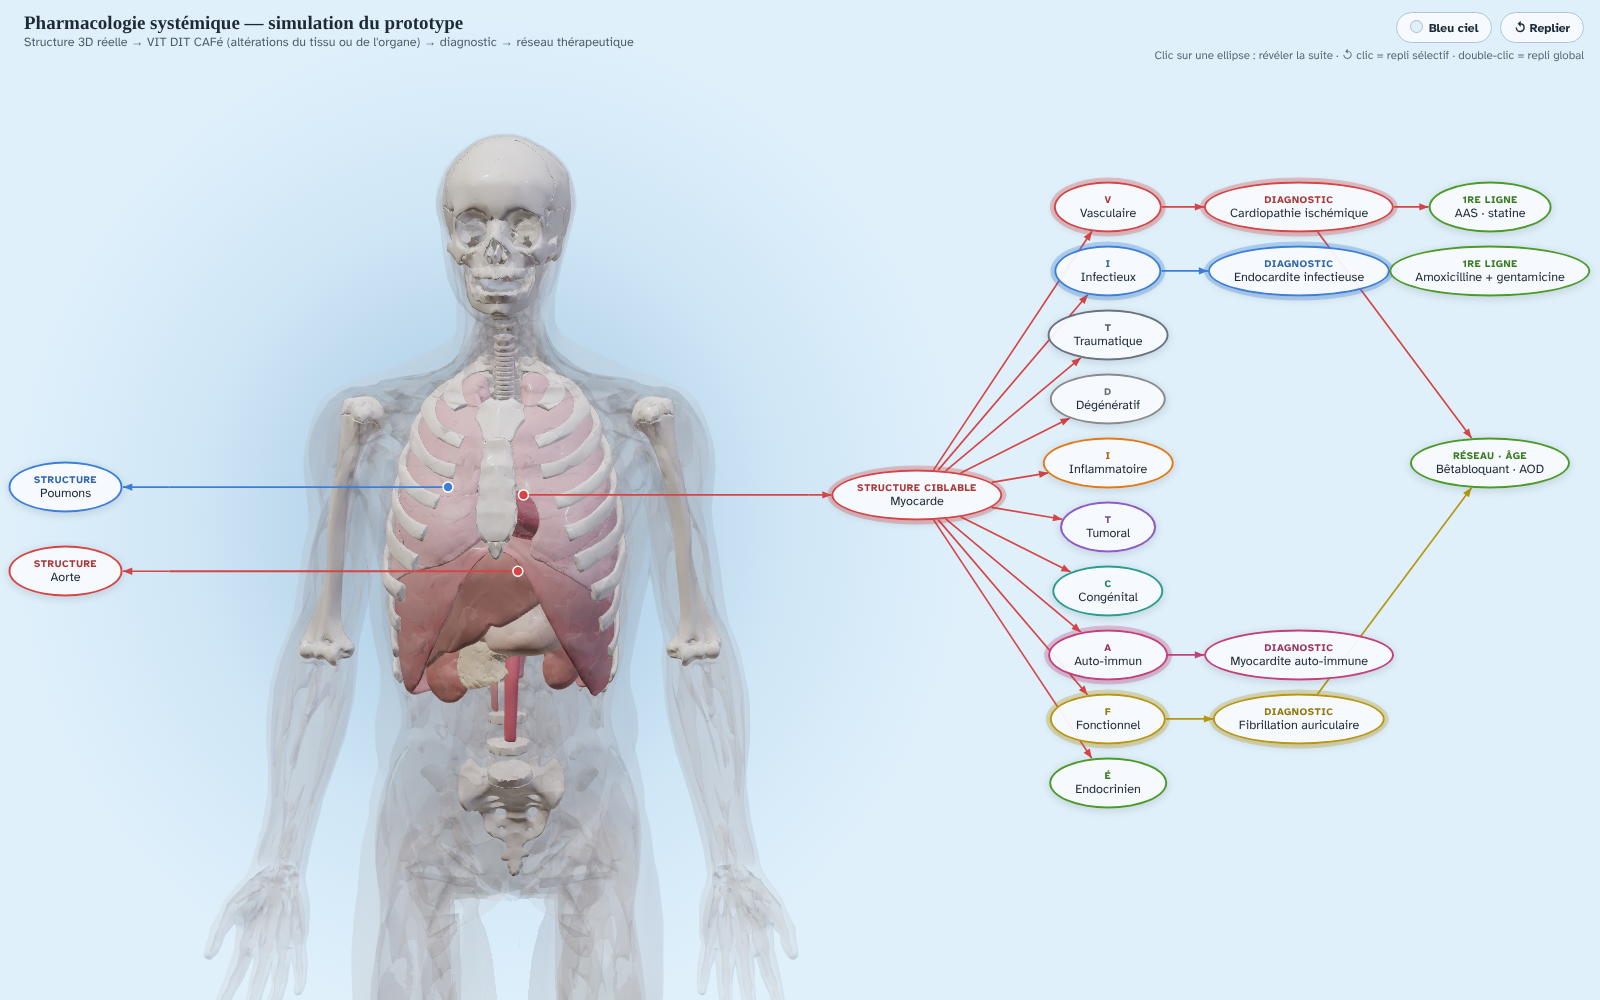 Pharmacologie systémique — simulation du prototype
Structure 3D réelle → VIT DIT CAFé (altérations du tissu ou de l'organe) → diagnostic → réseau thérapeutique
Bleu ciel
↺ Replier
Clic sur une ellipse : révéler la suite · ↺ clic = repli sélectif · double-clic = repli global
STRUCTURE
Poumons
STRUCTURE
Aorte
STRUCTURE CIBLABLE
Myocarde
V
Vasculaire
DIAGNOSTIC
Cardiopathie ischémique
1RE LIGNE
AAS · statine
I
Infectieux
DIAGNOSTIC
Endocardite infectieuse
1RE LIGNE
Amoxicilline + gentamicine
T
Traumatique
D
Dégénératif
I
Inflammatoire
RÉSEAU · ÂGE
Bêtabloquant · AOD
T
Tumoral
C
Congénital
A
Auto-immun
DIAGNOSTIC
Myocardite auto-immune
F
Fonctionnel
DIAGNOSTIC
Fibrillation auriculaire
É
Endocrinien